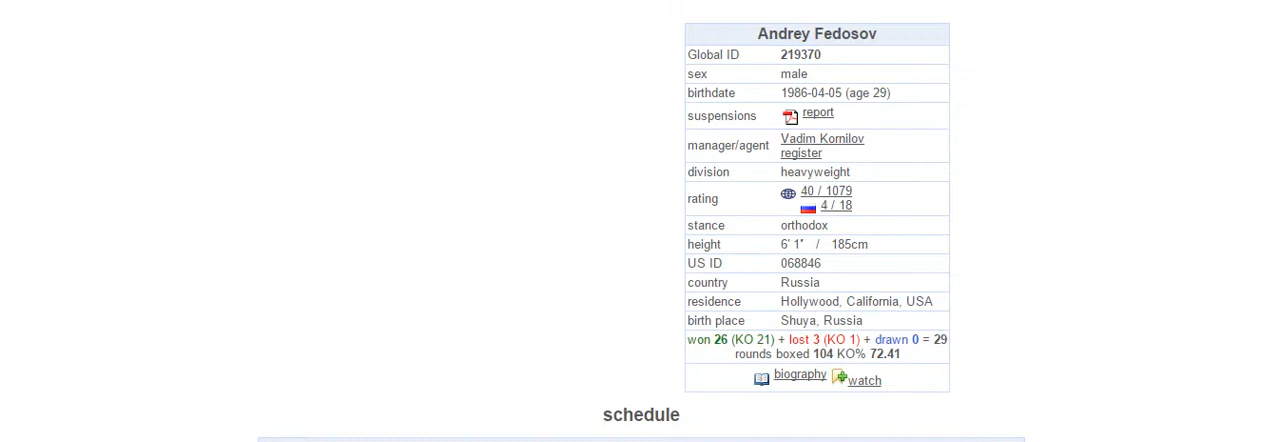 Andrey Fedosov
Global ID 219370
sex male
birthdate 1986-04-05 (age 29)
suspensions report
manager/agent Vadim Kornilov
register
division heavyweight
rating 40 / 1079
4 / 18
stance orthodox
height 6′ 1″ / 185cm
US ID 068846
country Russia
residence Hollywood, California, USA
birth place Shuya, Russia
won 26 (KO 21) + lost 3 (KO 1) + drawn 0 = 29
rounds boxed 104 KO% 72.41
biography watch
schedule